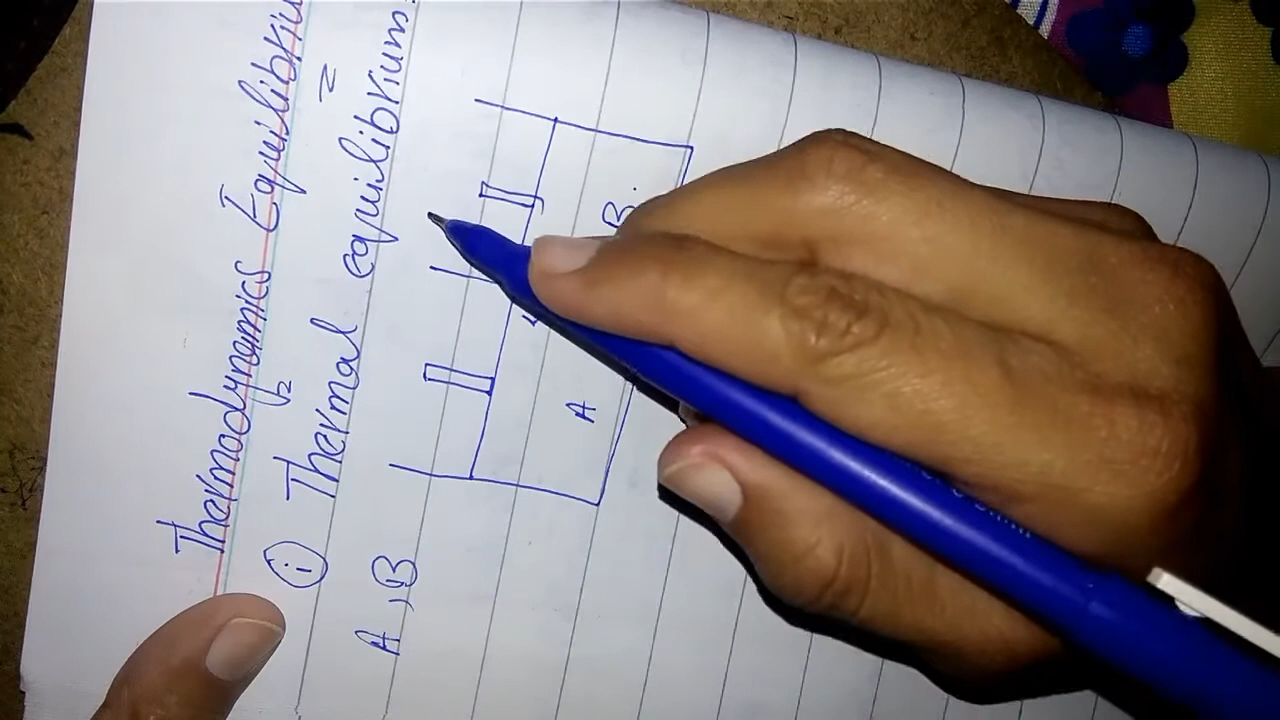 Thermodynamics Equilibriu
(i) Thermal equilibrium.
A, B
A
B.